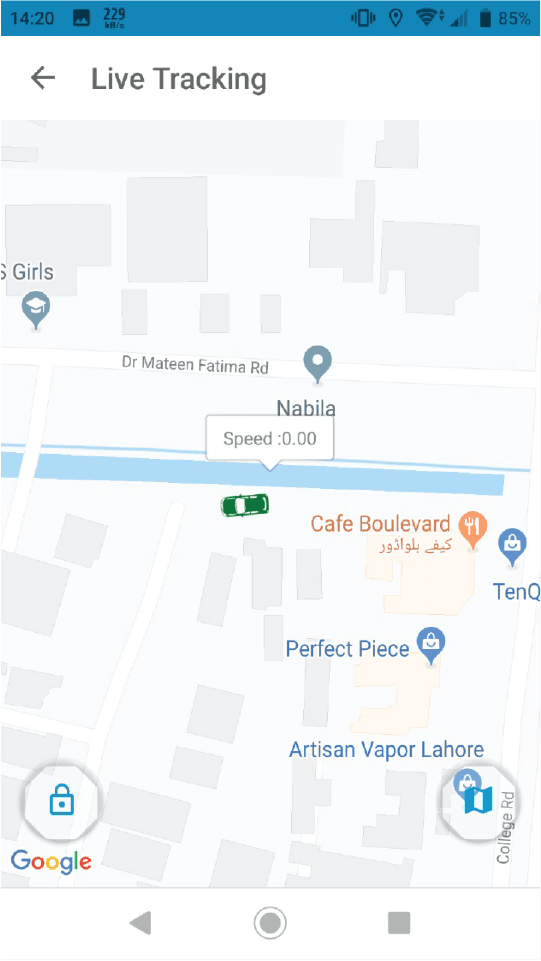 14:20
229
kB/s
85%
Live Tracking
S Girls
Dr Mateen Fatima Rd
Nabila
Speed :0.00
Cafe Boulevard
کیفے بلواڈور
TenQ
Perfect Piece
Artisan Vapor Lahore
College Rd
Google